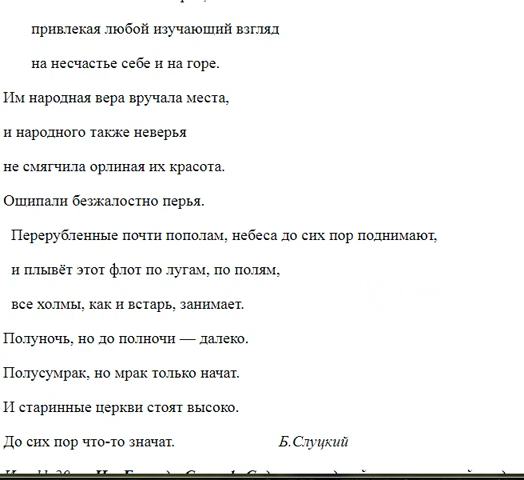 привлекая любой изучающий взгляд
на несчастье себе и на горе.
Им народная вера вручала места,
и народного также неверья
не смягчила орлиная их красота.
Ошипали безжалостно перья.
Перерубленные почти пополам, небеса до сих пор поднимают,
и плывёт этот флот по лугам, по полям,
все холмы, как и встарь, занимает.
Полуночь, но до полночи — далеко.
Полусумрак, но мрак только начат.
И старинные церкви стоят высоко.
До сих пор что-то значат. Б.Слуцкий